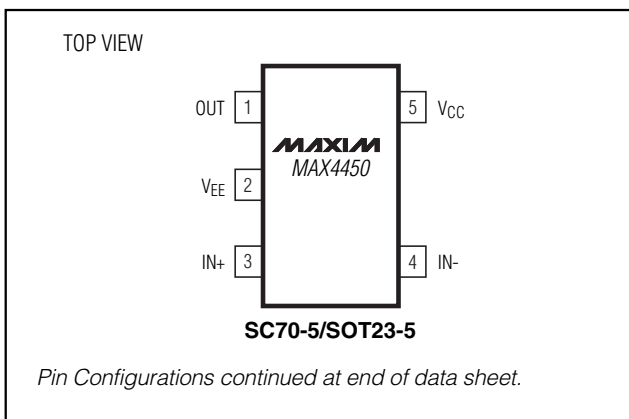 TOP VIEW
OUT 1
5 VCC
MAXIM
MAX4450
VEE 2
IN+ 3
4 IN-
SC70-5/SOT23-5
Pin Configurations continued at end of data sheet.